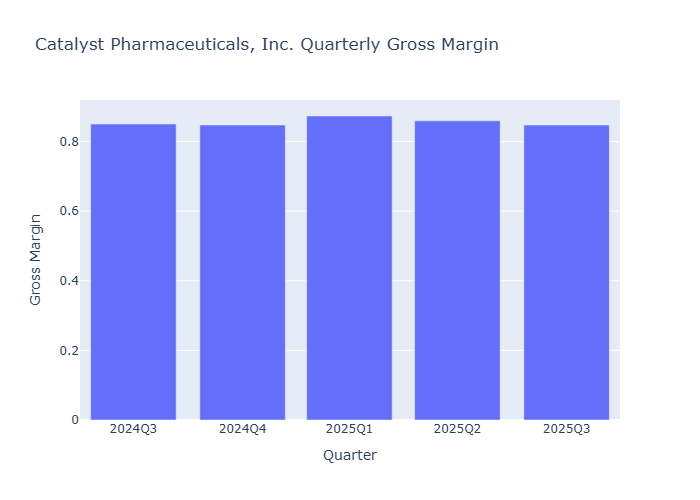 Catalyst Pharmaceuticals, Inc. Quarterly Gross Margin
0.8
0.6
0.4
0.2
0
Gross Margin
2024Q3 2024Q4 2025Q1 2025Q2 2025Q3
Quarter